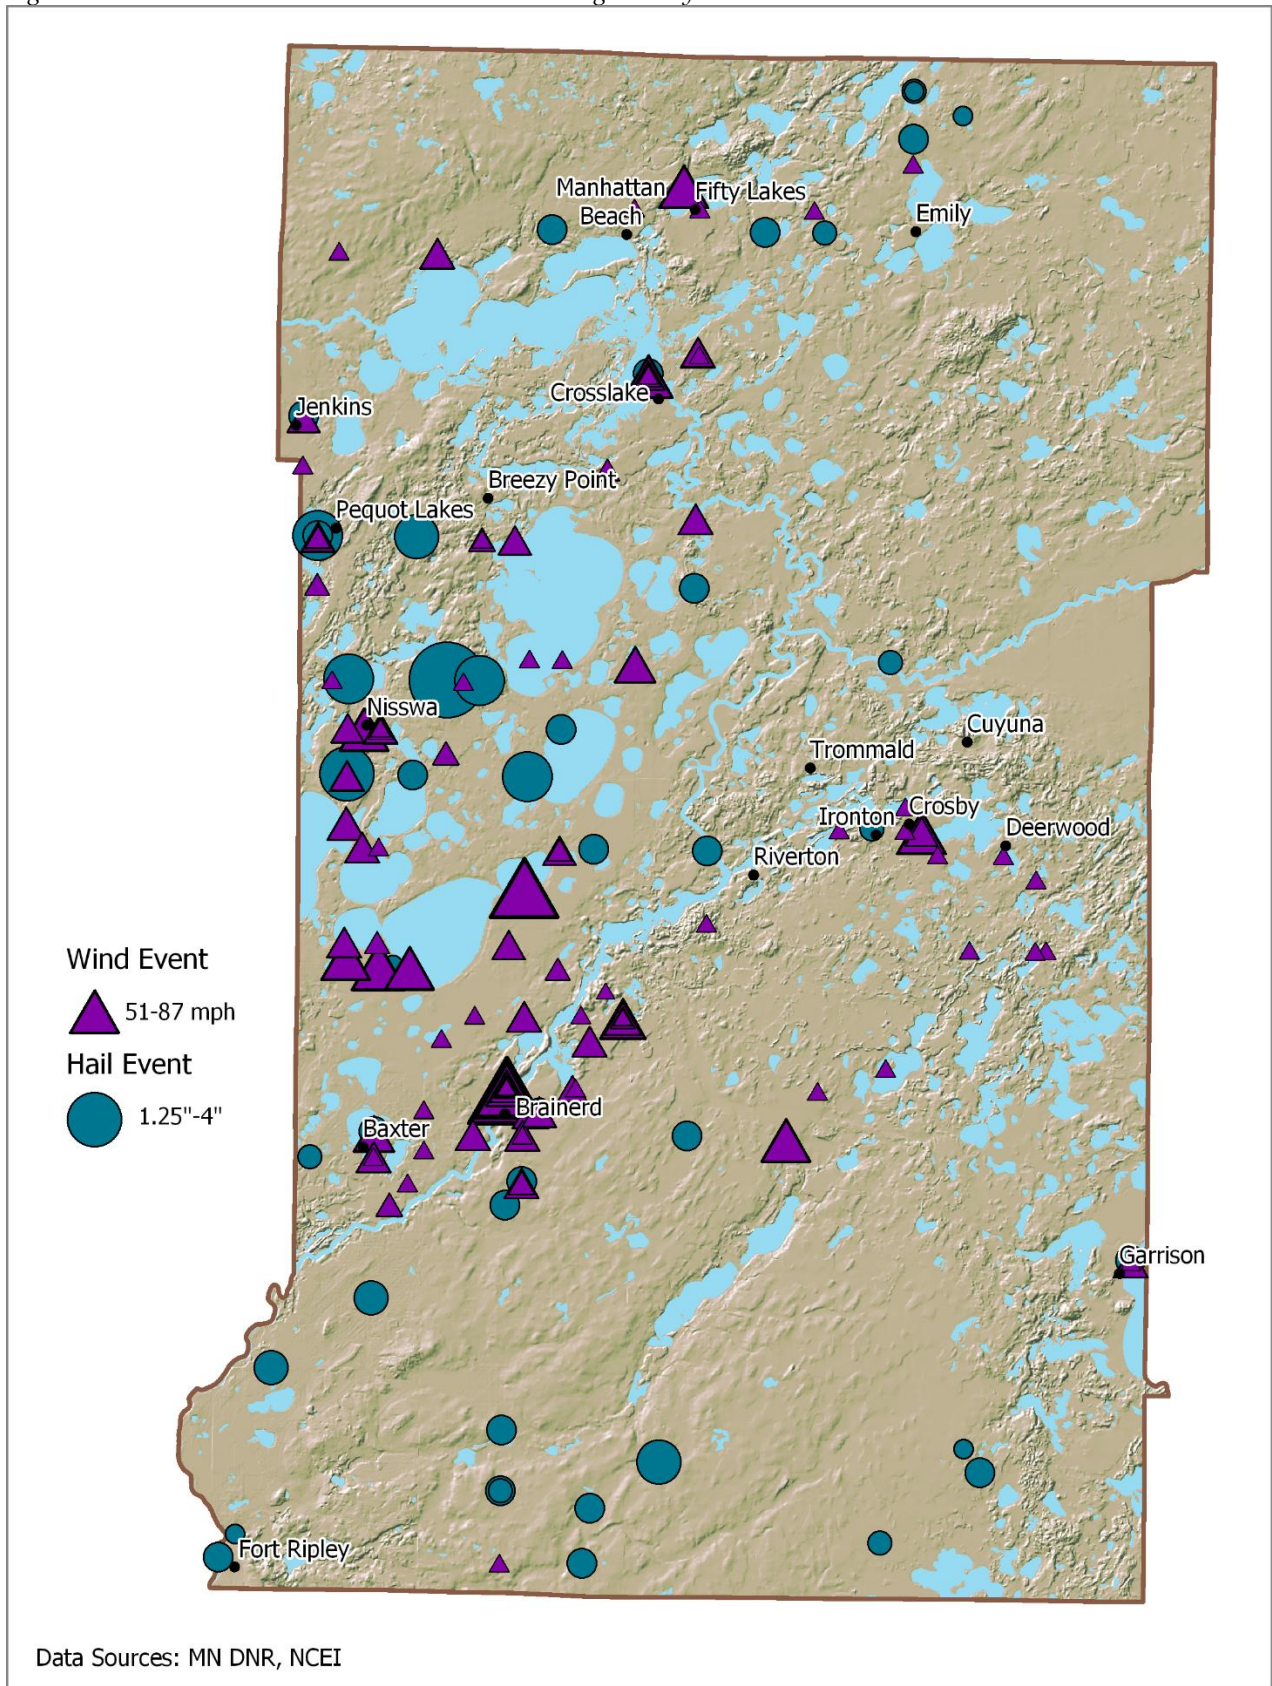 Manhattan
Beach
Fifty Lakes
Emily
Crosslake
Jenkins
Breezy Point
Pequot Lakes
Nisswa
Cuyuna
Trommald
Ironton
Crosby
Deerwood
Riverton
Wind Event
51-87 mph
Hail Event
1.25"-4"
Brainerd
Baxter
Garrison
Fort Ripley
Data Sources: MN DNR, NCEI